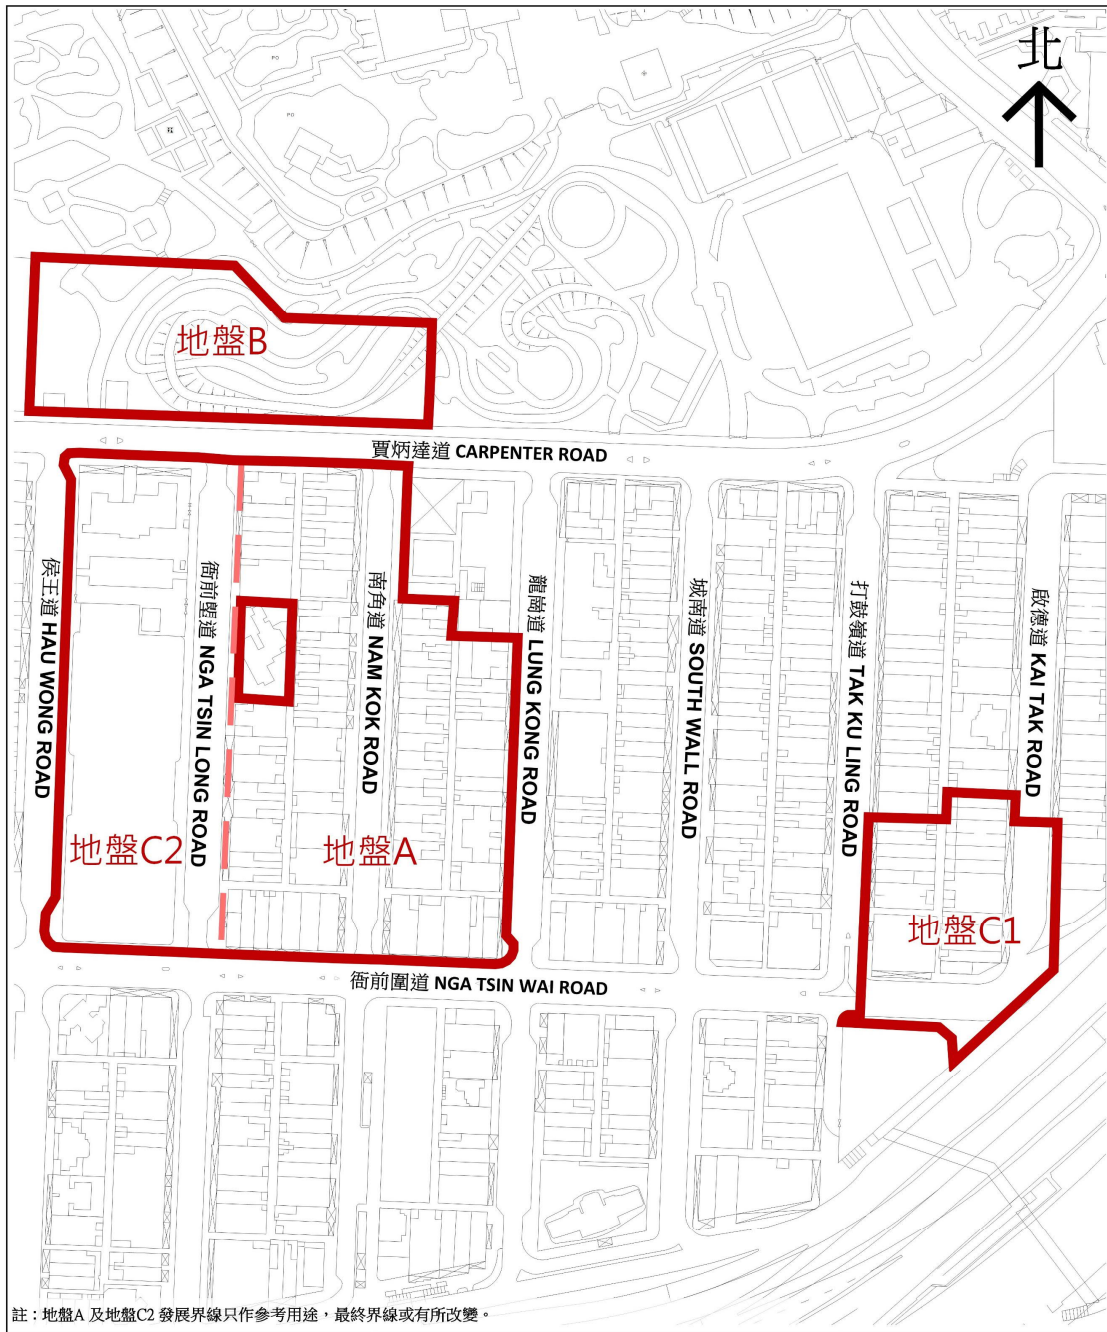 北
地盤B
賈炳達道 CARPENTER ROAD
侯王道 HAU WONG ROAD
衙前塱道 NGA TSIN LONG ROAD
南角道 NAM KOK ROAD
龍崗道 LUNG KONG ROAD
城南道 SOUTH WALL ROAD
打鼓嶺道 TAK KU LING ROAD
啟德道 KAI TAK ROAD
地盤C2
地盤A
地盤C1
衙前圍道 NGA TSIN WAI ROAD
註：地盤A 及地盤C2 發展界線只作參考用途，最終界線或有所改變。